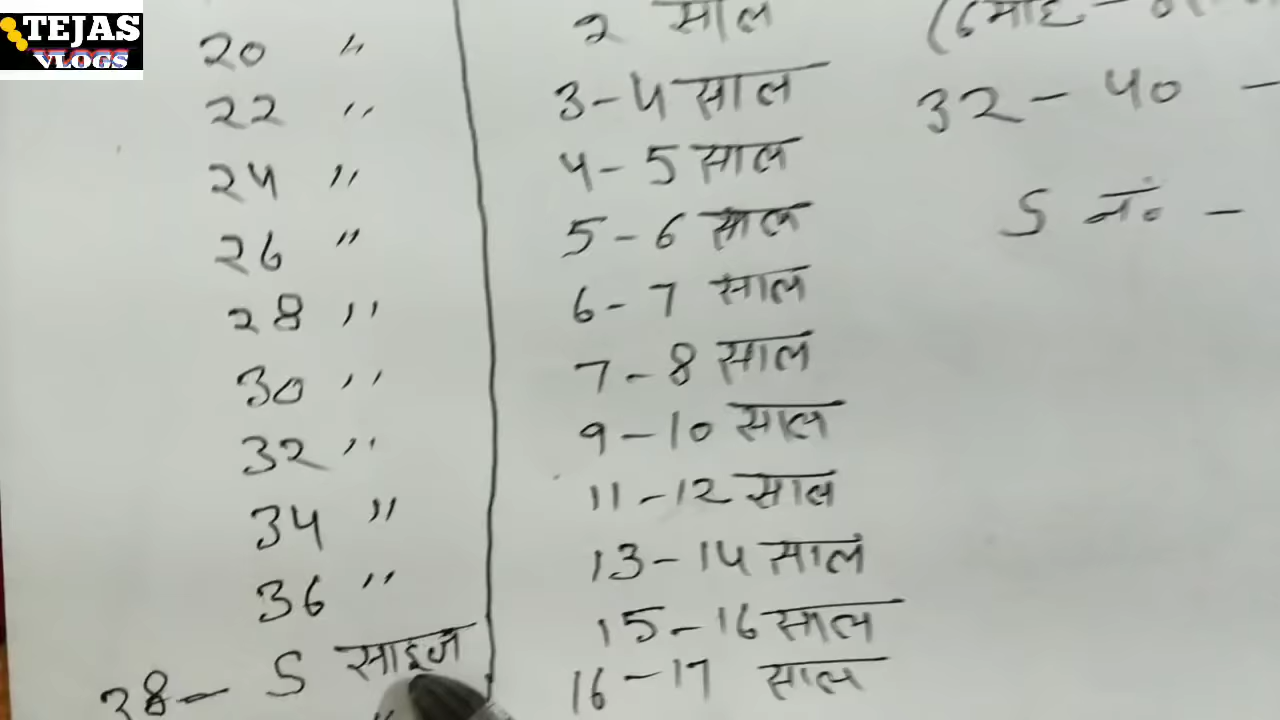 TEJAS
VLOGS
20 " 2 साल
22 " 3-4 साल
24 " 4-5 साल
26 " 5-6 साल
28 " 6-7 साल
30 " 7-8 साल
32 " 9-10 साल
34 " 11-12 साल
36 " 13-14 साल
38- S साइज 15-16 साल
" 16-17 साल
(6 माह -
32-40 -
S नं. -